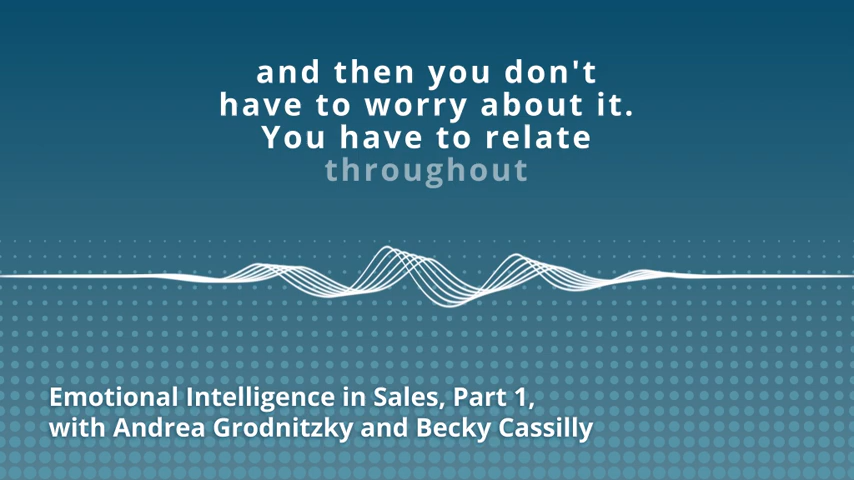 and then you don't
have to worry about it.
You have to relate
throughout
Emotional Intelligence in Sales, Part 1,
with Andrea Grodnitzky and Becky Cassilly